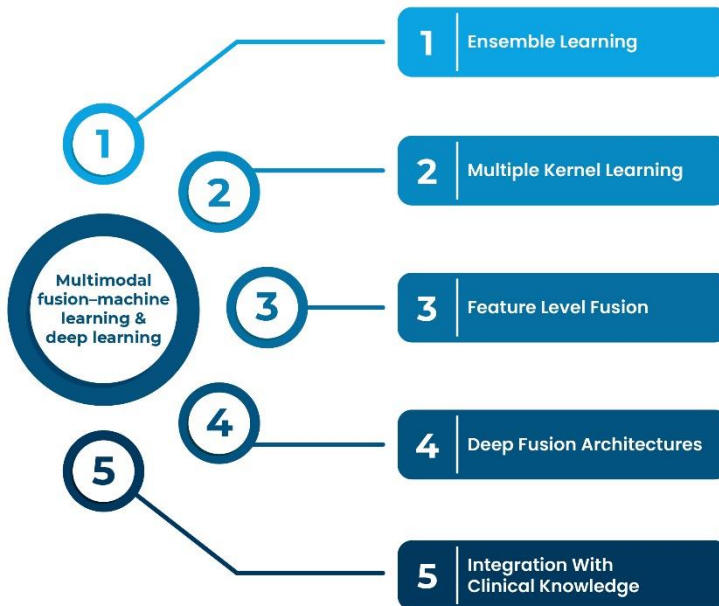 1
Ensemble Learning
1
2
Multiple Kernel Learning
2
Multimodal
fusion–machine
learning &
deep learning
3
3
Feature Level Fusion
4
4
Deep Fusion Architectures
5
5
Integration With
Clinical Knowledge